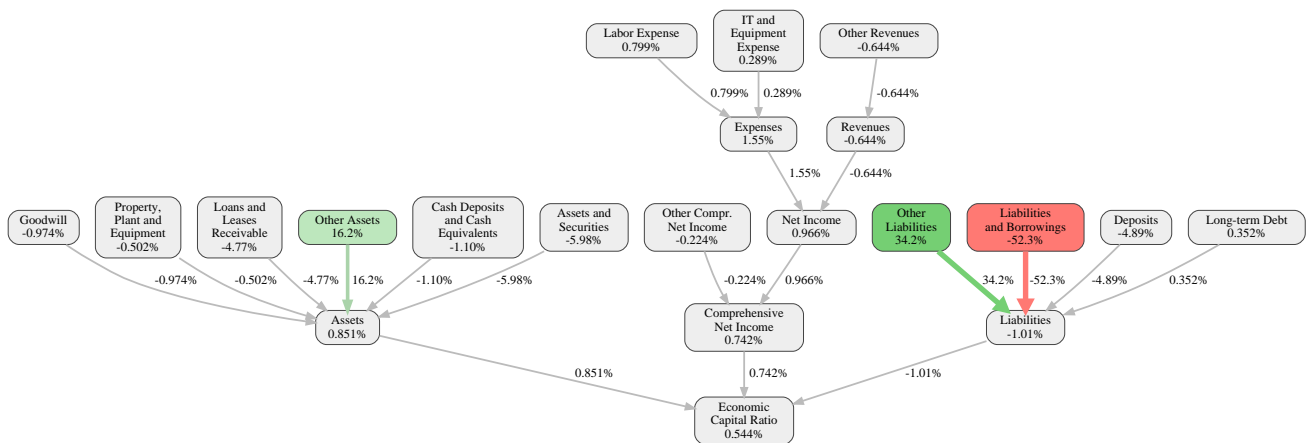 Labor Expense
0.799%
IT and
Equipment
Expense
0.289%
Other Revenues
-0.644%
0.799%
0.289%
-0.644%
Expenses
1.55%
Revenues
-0.644%
1.55%
-0.644%
Goodwill
-0.974%
Property,
Plant and
Equipment
-0.502%
Loans and
Leases
Receivable
-4.77%
Other Assets
16.2%
Cash Deposits
and Cash
Equivalents
-1.10%
Assets and
Securities
-5.98%
Other Compr.
Net Income
-0.224%
Net Income
0.966%
Other
Liabilities
34.2%
Liabilities
and Borrowings
-52.3%
Deposits
-4.89%
Long-term Debt
0.352%
-0.974%
-0.502%
-4.77%
16.2%
-1.10%
-5.98%
-0.224%
0.966%
34.2%
-52.3%
-4.89%
0.352%
Assets
0.851%
Comprehensive
Net Income
0.742%
Liabilities
-1.01%
0.851%
0.742%
-1.01%
Economic
Capital Ratio
0.544%